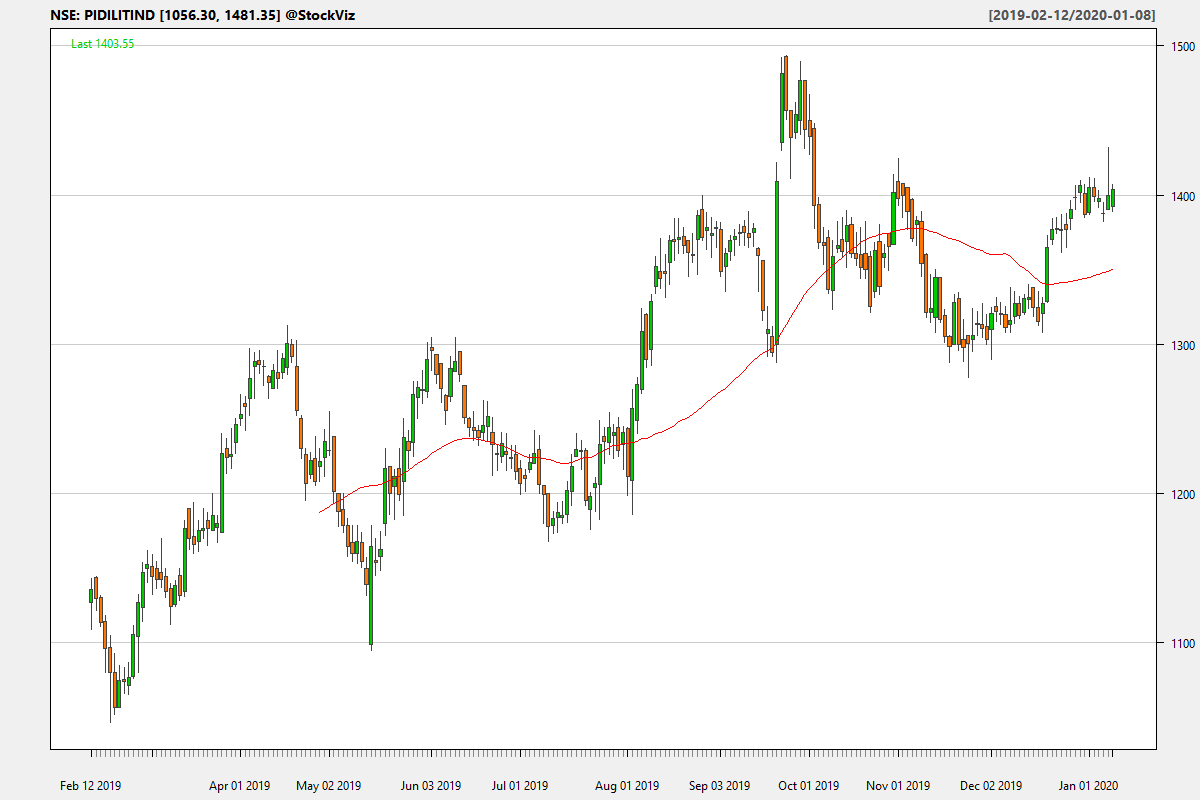 NSE: PIDILITIND [1056.30, 1481.35] @StockViz
[2019-02-12/2020-01-08]
Last 1403.55
1500
1400
1300
1200
1100
Feb 12 2019
Apr 01 2019
May 02 2019
Jun 03 2019
Jul 01 2019
Aug 01 2019
Sep 03 2019
Oct 01 2019
Nov 01 2019
Dec 02 2019
Jan 01 2020